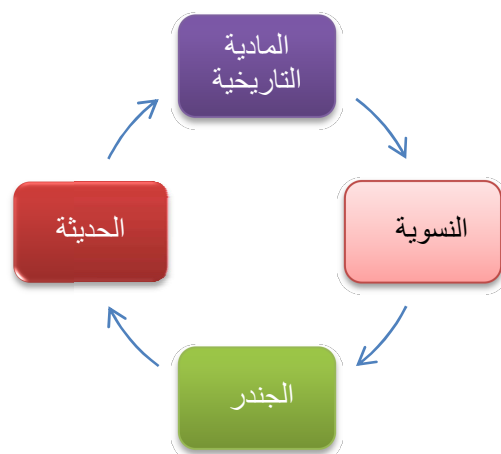 المادية
التاريخية
النسوية
الجندر
الحديثة